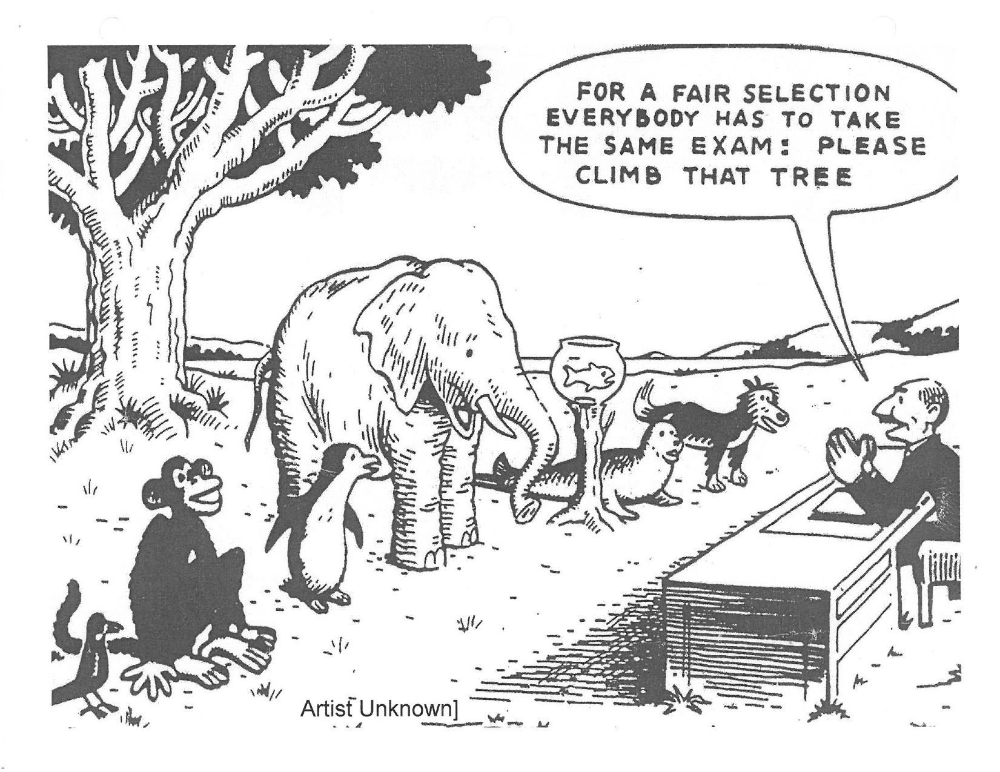 FOR A FAIR SELECTION
EVERYBODY HAS TO TAKE
THE SAME EXAM: PLEASE
CLIMB THAT TREE
Artist Unknown]